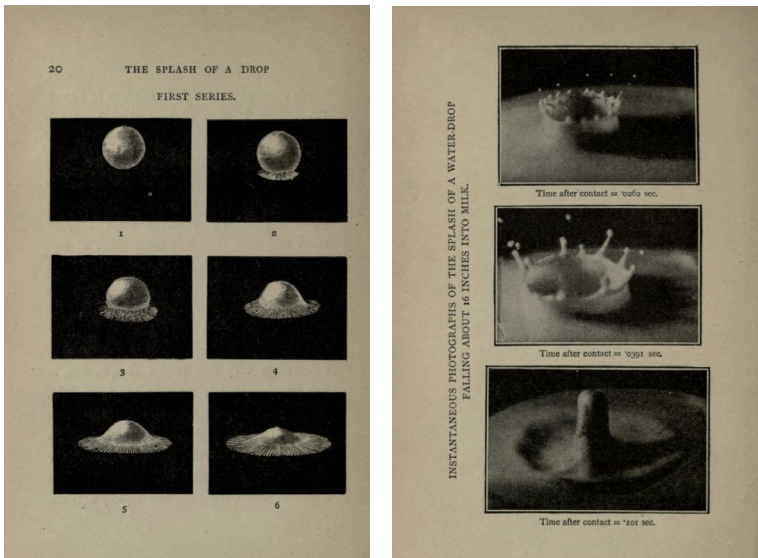 20 THE SPLASH OF A DROP
FIRST SERIES.
1 2
3 4
5 6
INSTANTANEOUS PHOTOGRAPHS OF THE SPLASH OF A WATER-DROP
FALLING ABOUT 16 INCHES INTO MILK.
Time after contact = ·0262 sec.
Time after contact = ·0391 sec.
Time after contact = ·101 sec.